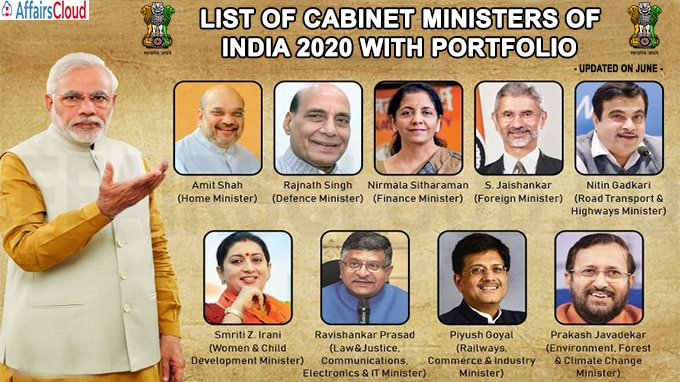 AffairsCloud
LIST OF CABINET MINISTERS OF
INDIA 2020 WITH PORTFOLIO
- UPDATED ON JUNE -
Amit Shah
(Home Minister)
Rajnath Singh
(Defence Minister)
Nirmala Sitharaman
(Finance Minister)
S. Jaishankar
(Foreign Minister)
Nitin Gadkari
(Road Transport &
Highways Minister)
Smriti Z. Irani
(Women & Child
Development Minister)
Ravishankar Prasad
(Law&Justice,
Communications,
Electronics & IT Minister)
Piyush Goyal
(Railways,
Commerce & Industry
Minister)
Prakash Javadekar
(Environment, Forest
& Climate Change
Minister)